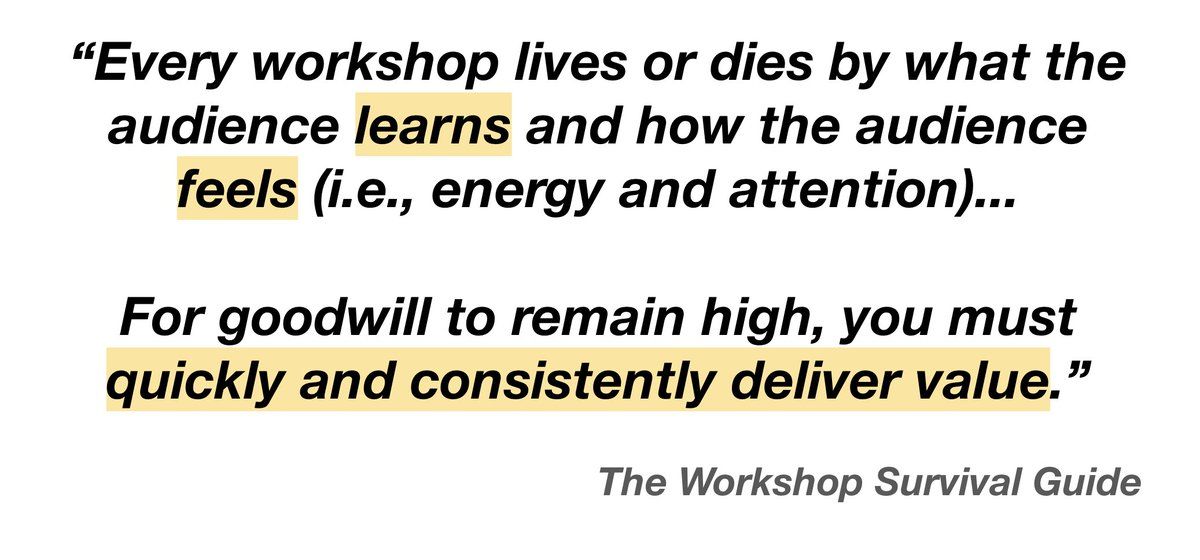 “Every workshop lives or dies by what the
audience learns and how the audience
feels (i.e., energy and attention)...
For goodwill to remain high, you must
quickly and consistently deliver value.”
The Workshop Survival Guide